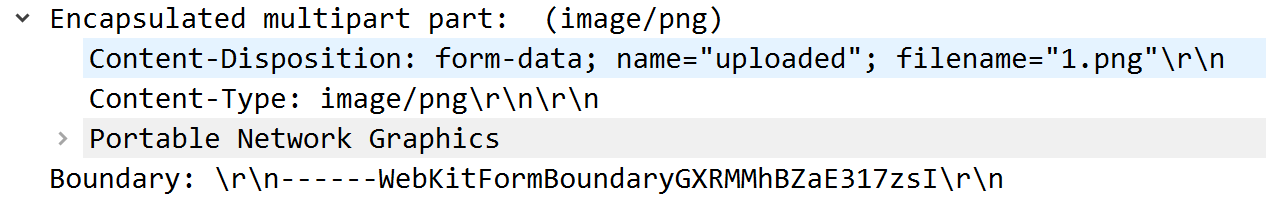 Encapsulated multipart part:  (image/png)
Content-Disposition: form-data; name="uploaded"; filename="1.png"\r\n
Content-Type: image/png\r\n\r\n
Portable Network Graphics
Boundary: \r\n------WebKitFormBoundaryGXRMMhBZaE317zsI\r\n